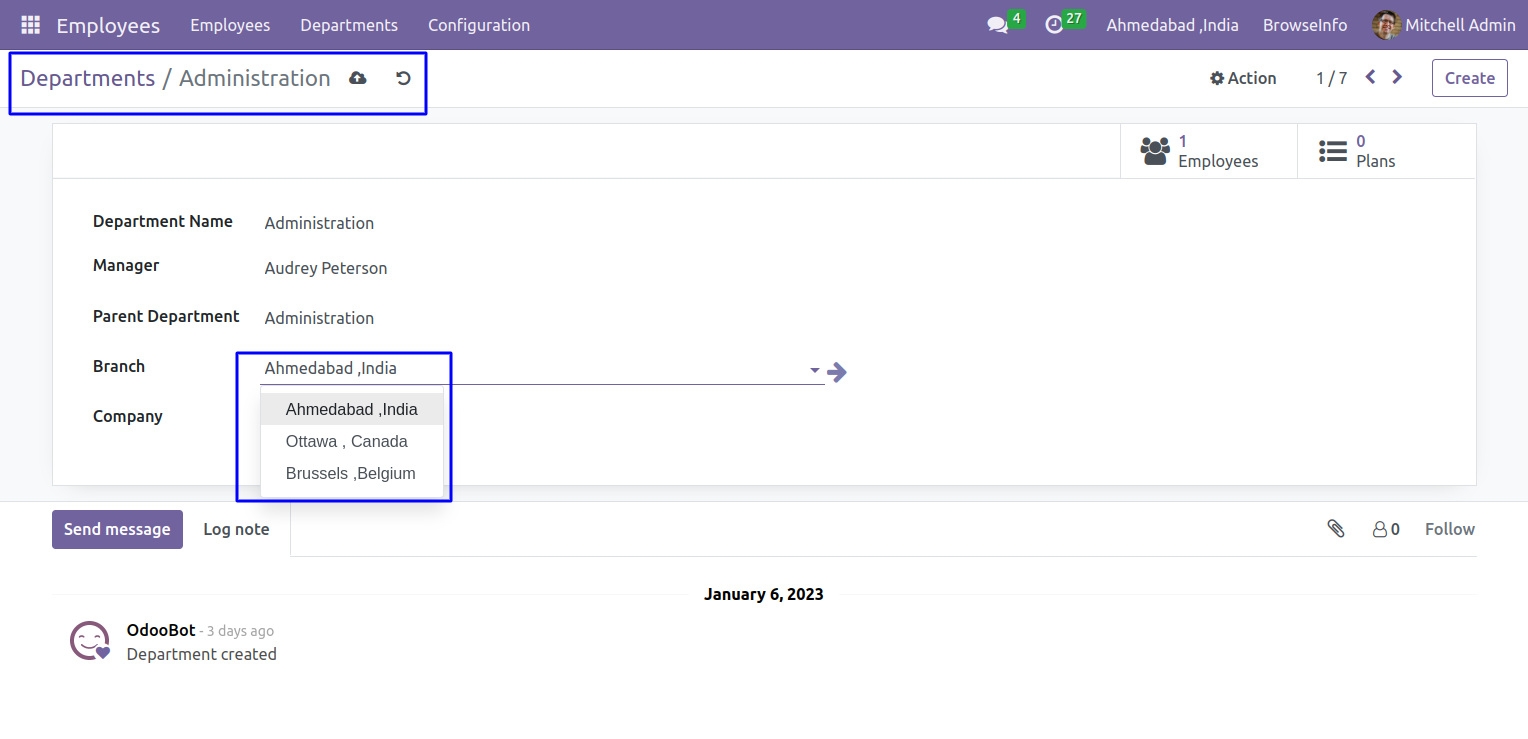 Employees Employees Departments Configuration 4 27 Ahmedabad ,India BrowseInfo Mitchell Admin
Departments / Administration Action 1 / 7 Create
1 Employees 0 Plans
Department Name Administration
Manager Audrey Peterson
Parent Department Administration
Branch Ahmedabad ,India
Ahmedabad ,India
Company
Ottawa , Canada
Brussels ,Belgium
Send message Log note 0 Follow
January 6, 2023
OdooBot - 3 days ago
Department created